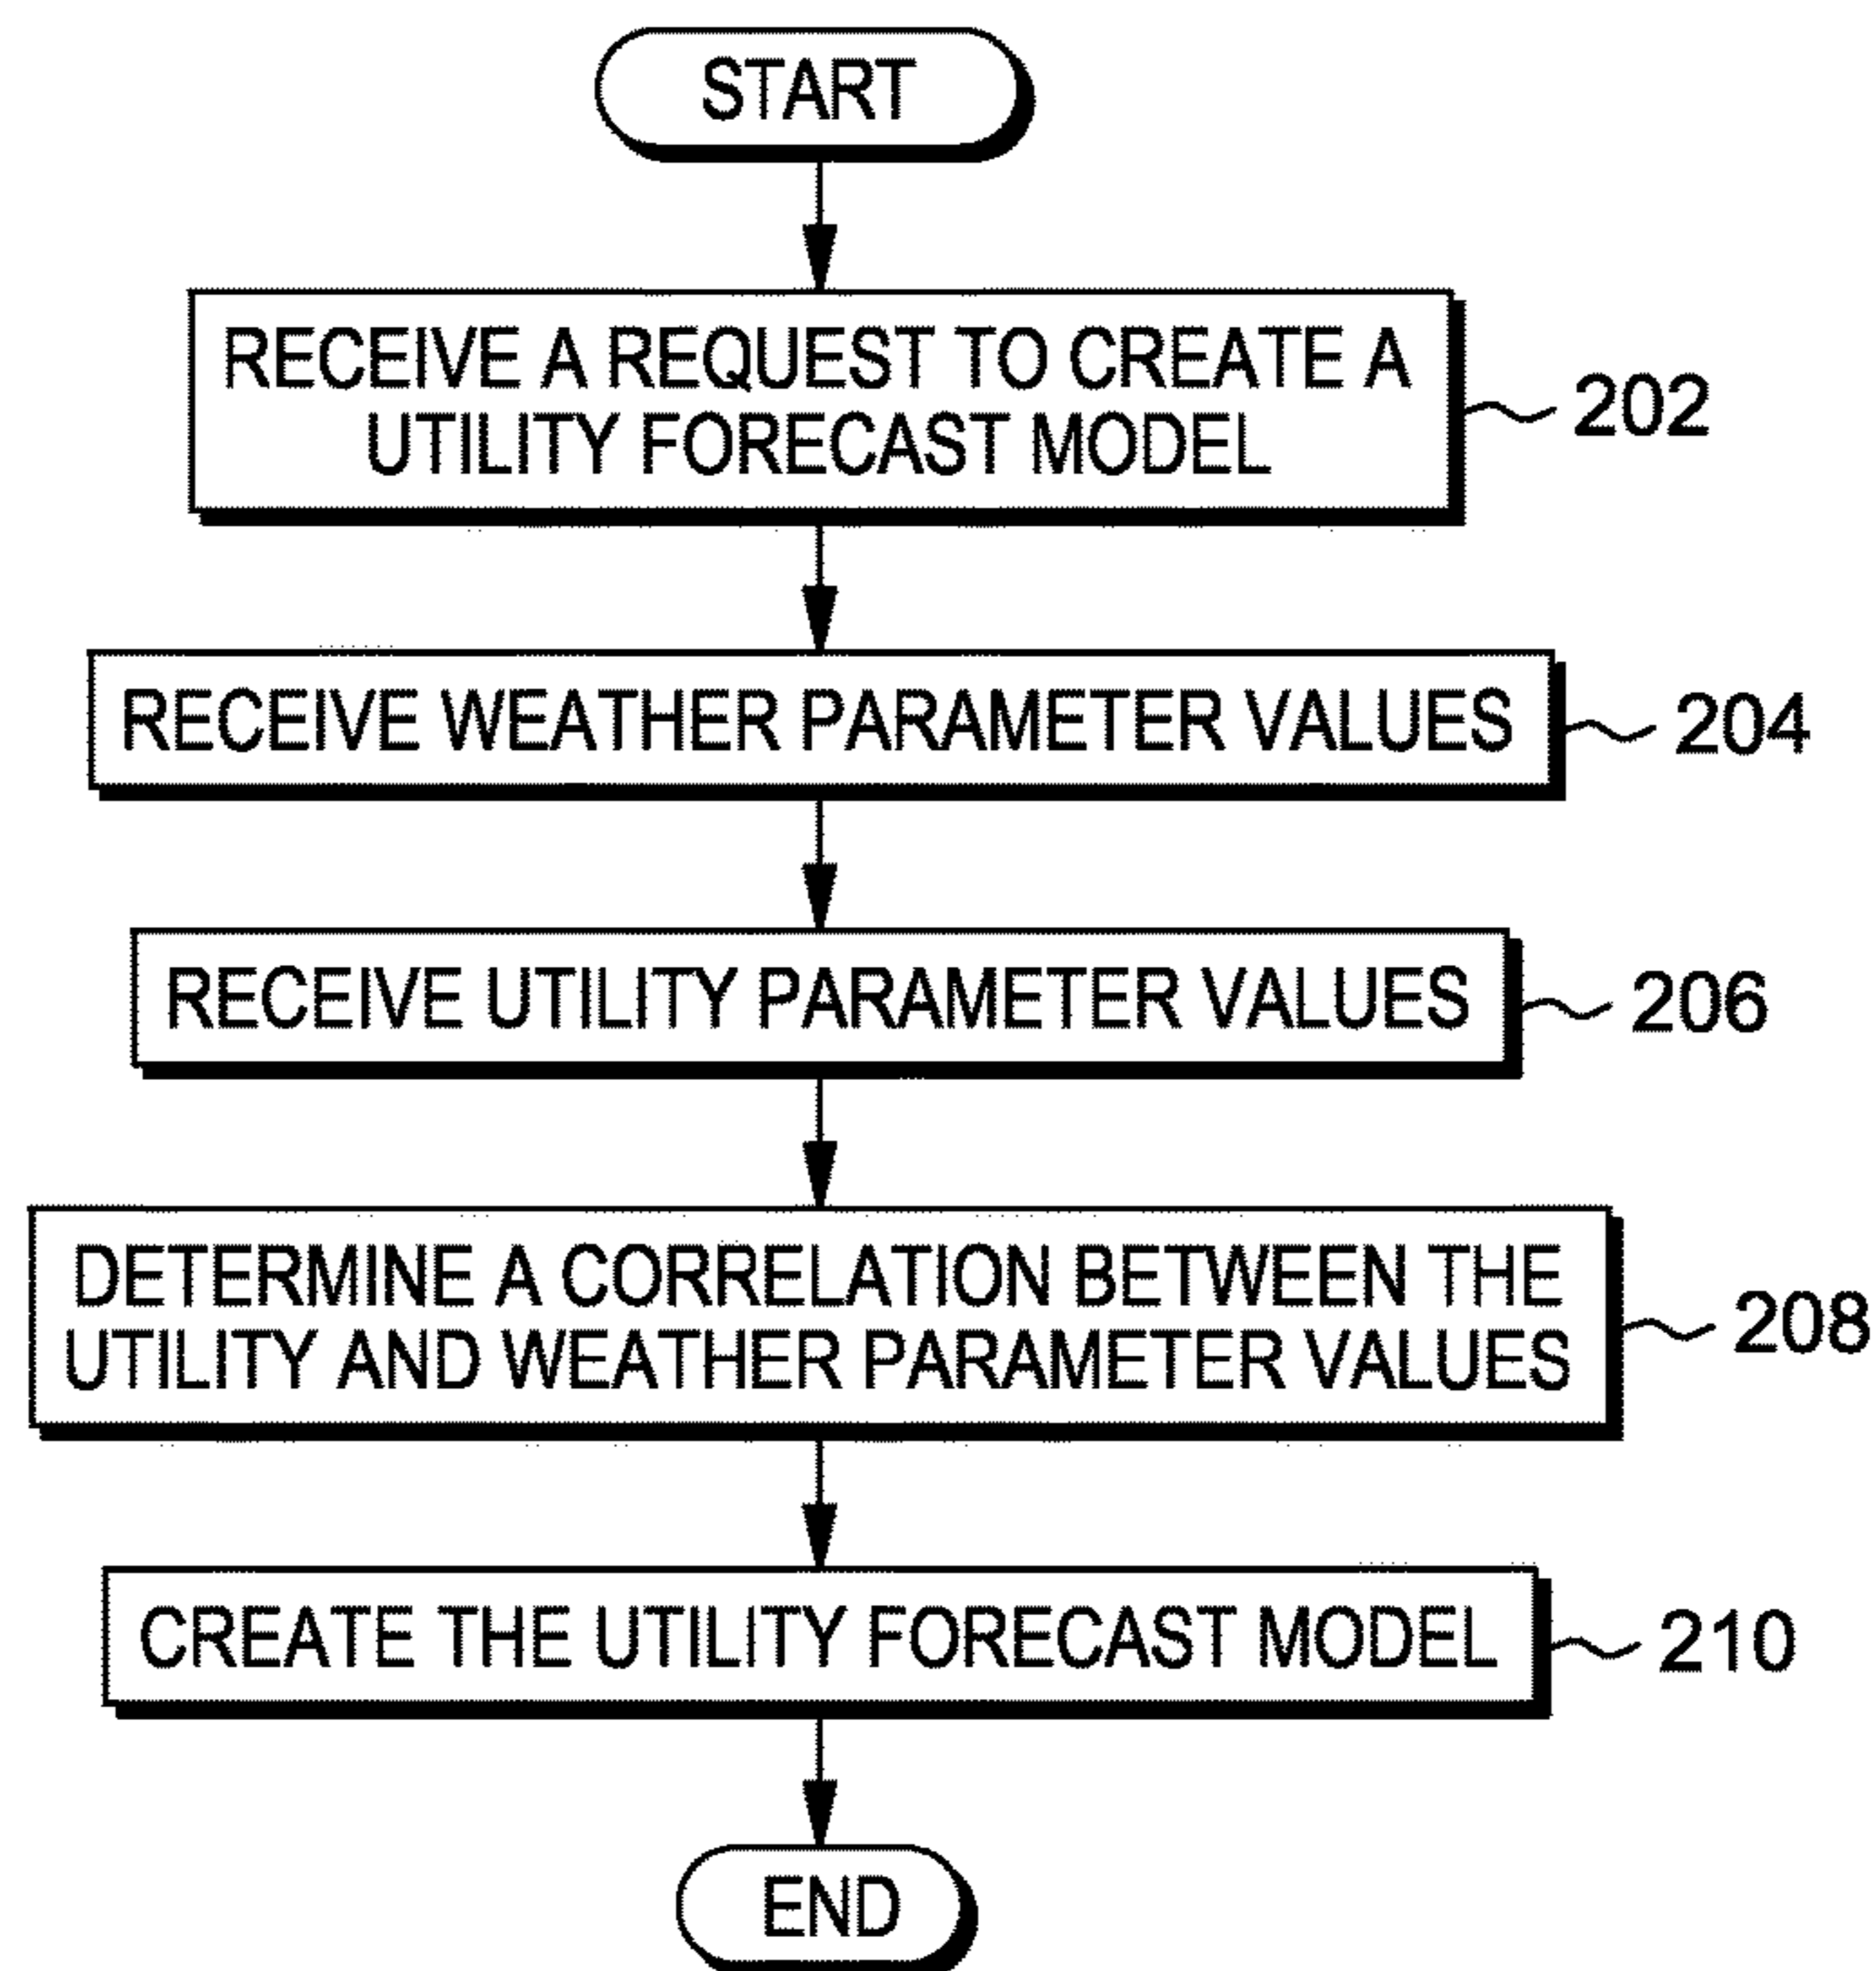 START
RECEIVE A REQUEST TO CREATE A
UTILITY FORECAST MODEL
202
RECEIVE WEATHER PARAMETER VALUES
204
RECEIVE UTILITY PARAMETER VALUES
206
DETERMINE A CORRELATION BETWEEN THE
UTILITY AND WEATHER PARAMETER VALUES
208
CREATE THE UTILITY FORECAST MODEL
210
END